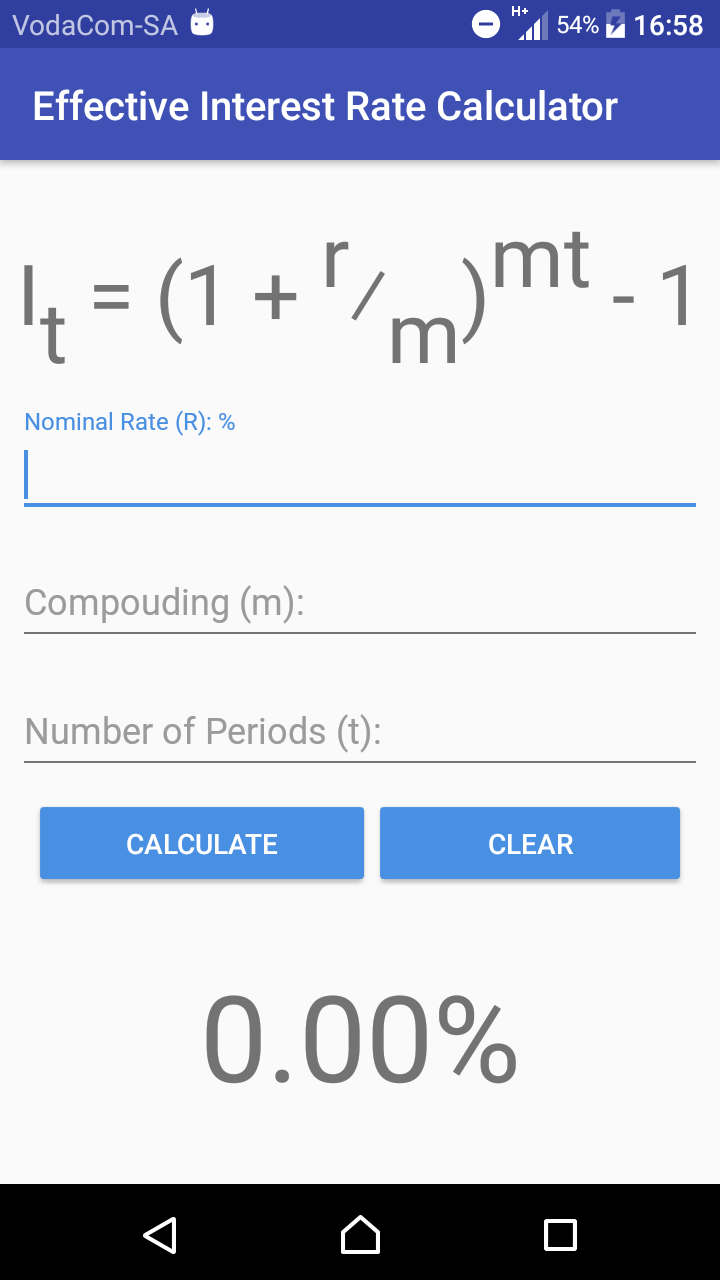 VodaCom-SA H+ 54% 16:58
Effective Interest Rate Calculator
It = (1 + r/m)mt - 1
Nominal Rate (R): %
Compouding (m):
Number of Periods (t):
CALCULATE CLEAR
0.00%